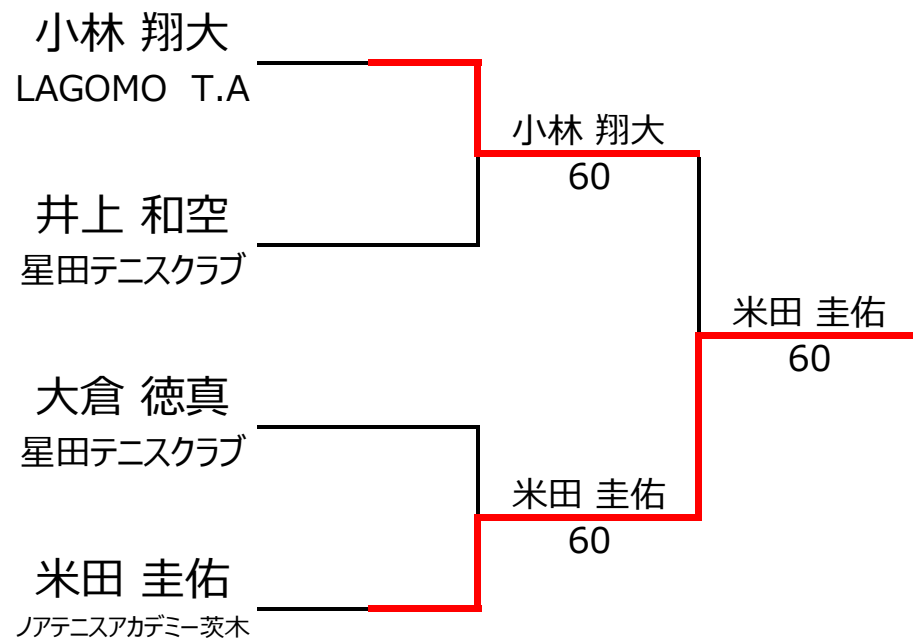 小林 翔大
LAGOMO T.A
小林 翔大
60
井上 和空
星田テニスクラブ
米田 圭佑
60
大倉 徳真
星田テニスクラブ
米田 圭佑
60
米田 圭佑
ノアテニスアカデミー茨木